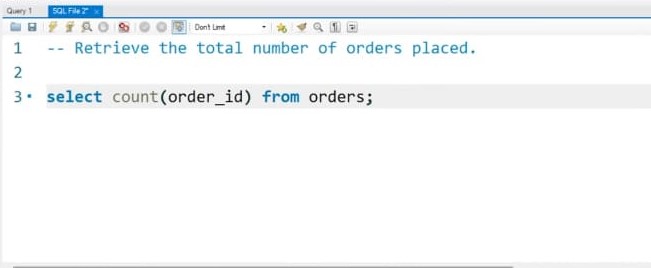 Query 1 SQL File 2*
Don't Limit
1 -- Retrieve the total number of orders placed.
2
3 select count(order_id) from orders;